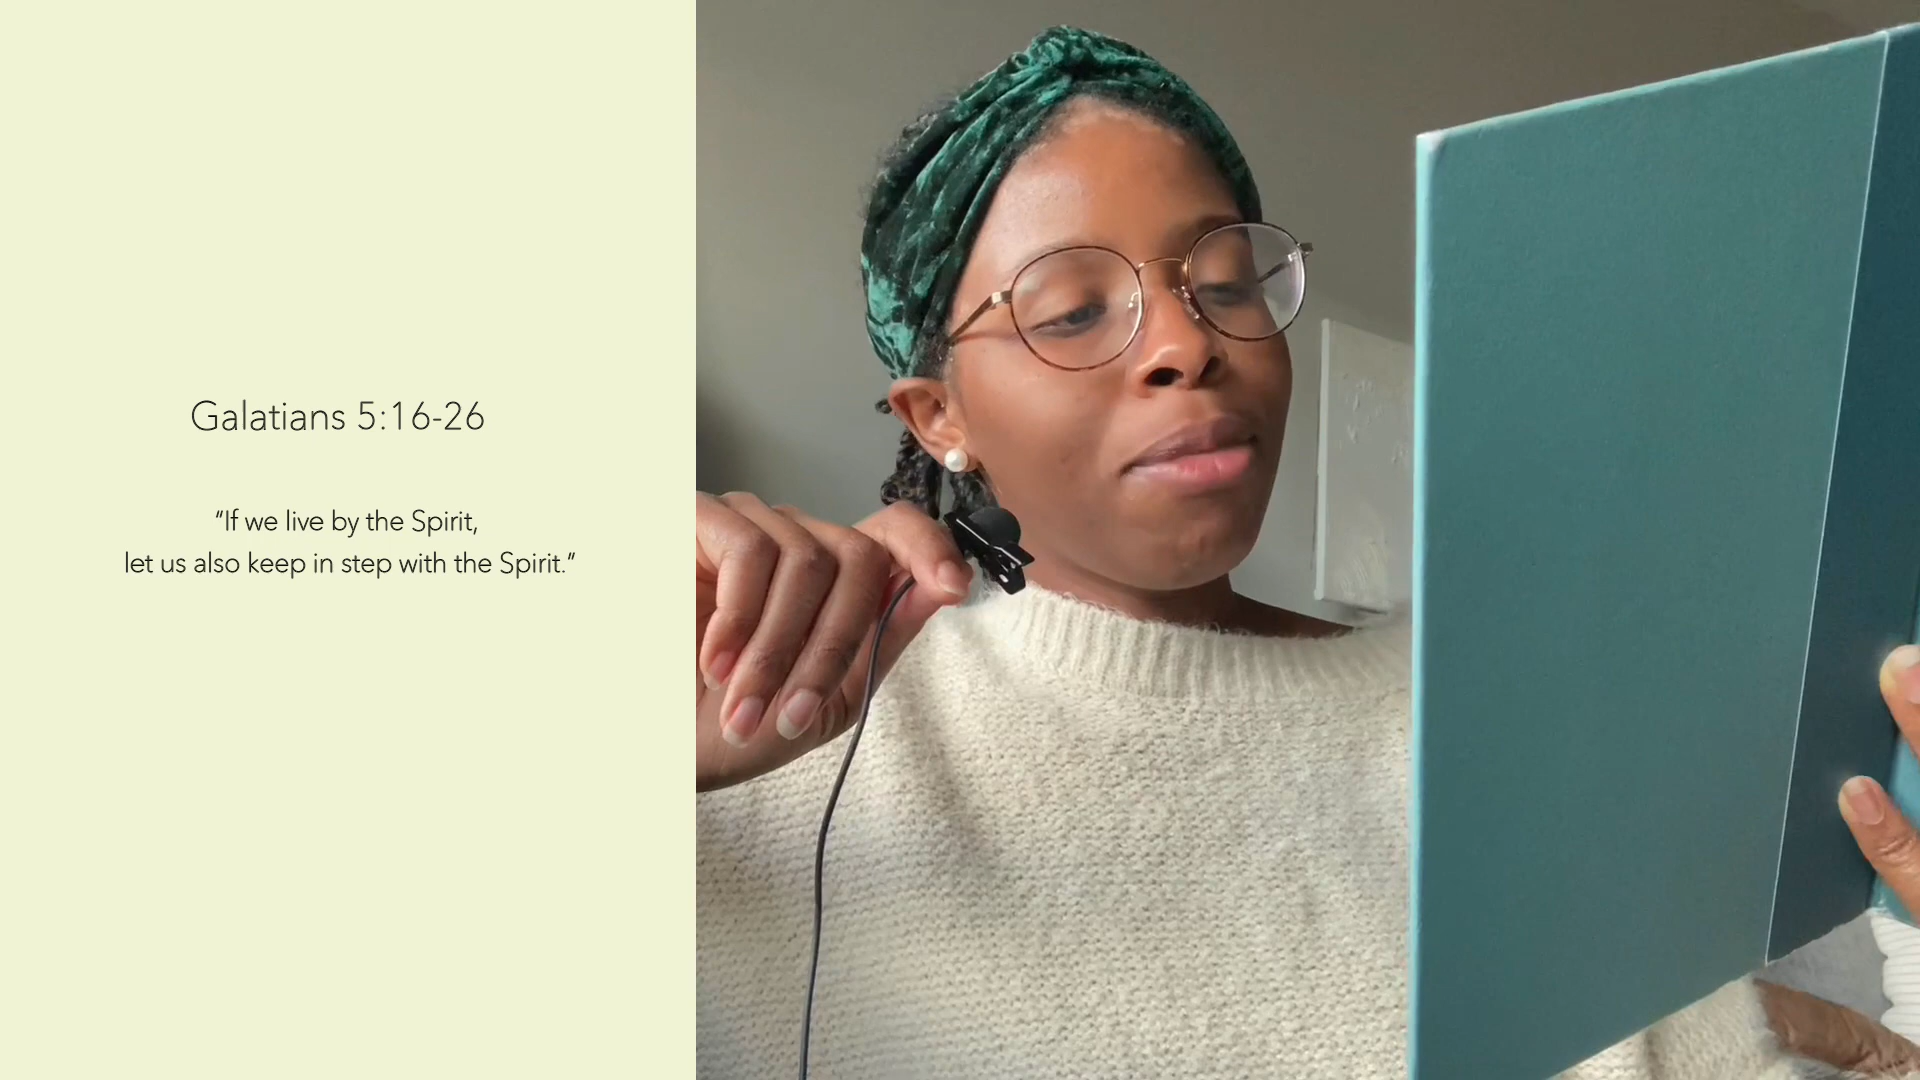 Galatians 5:16-26
“If we live by the Spirit,
let us also keep in step with the Spirit.”